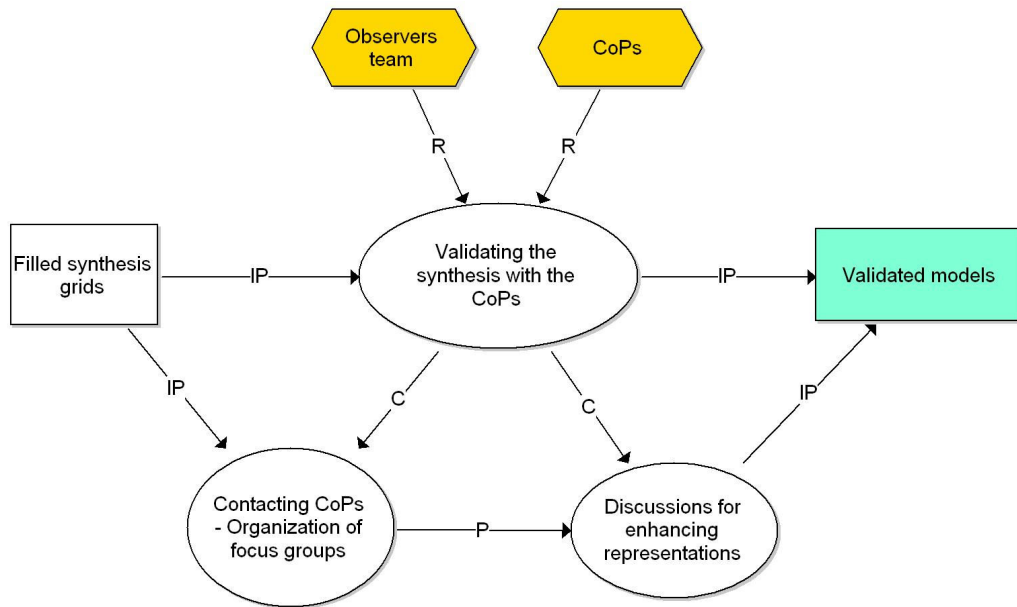 Observers
team
CoPs
R
R
Filled synthesis
grids
IP
Validating the
synthesis with the
CoPs
IP
Validated models
IP
C
C
IP
Contacting CoPs
- Organization of
focus groups
P
Discussions for
enhancing
representations